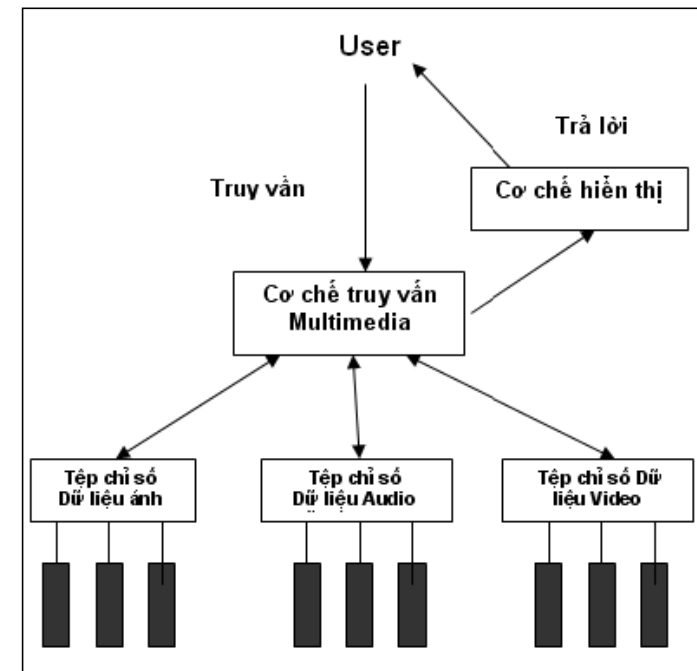 User
Trả lời
Truy vấn
Cơ chế hiển thị
Cơ chế truy vấn
Multimedia
Tệp chỉ số
Dữ liệu ánh
Tệp chỉ số
Dữ liệu Audio
Tệp chỉ số Dữ
liệu Video